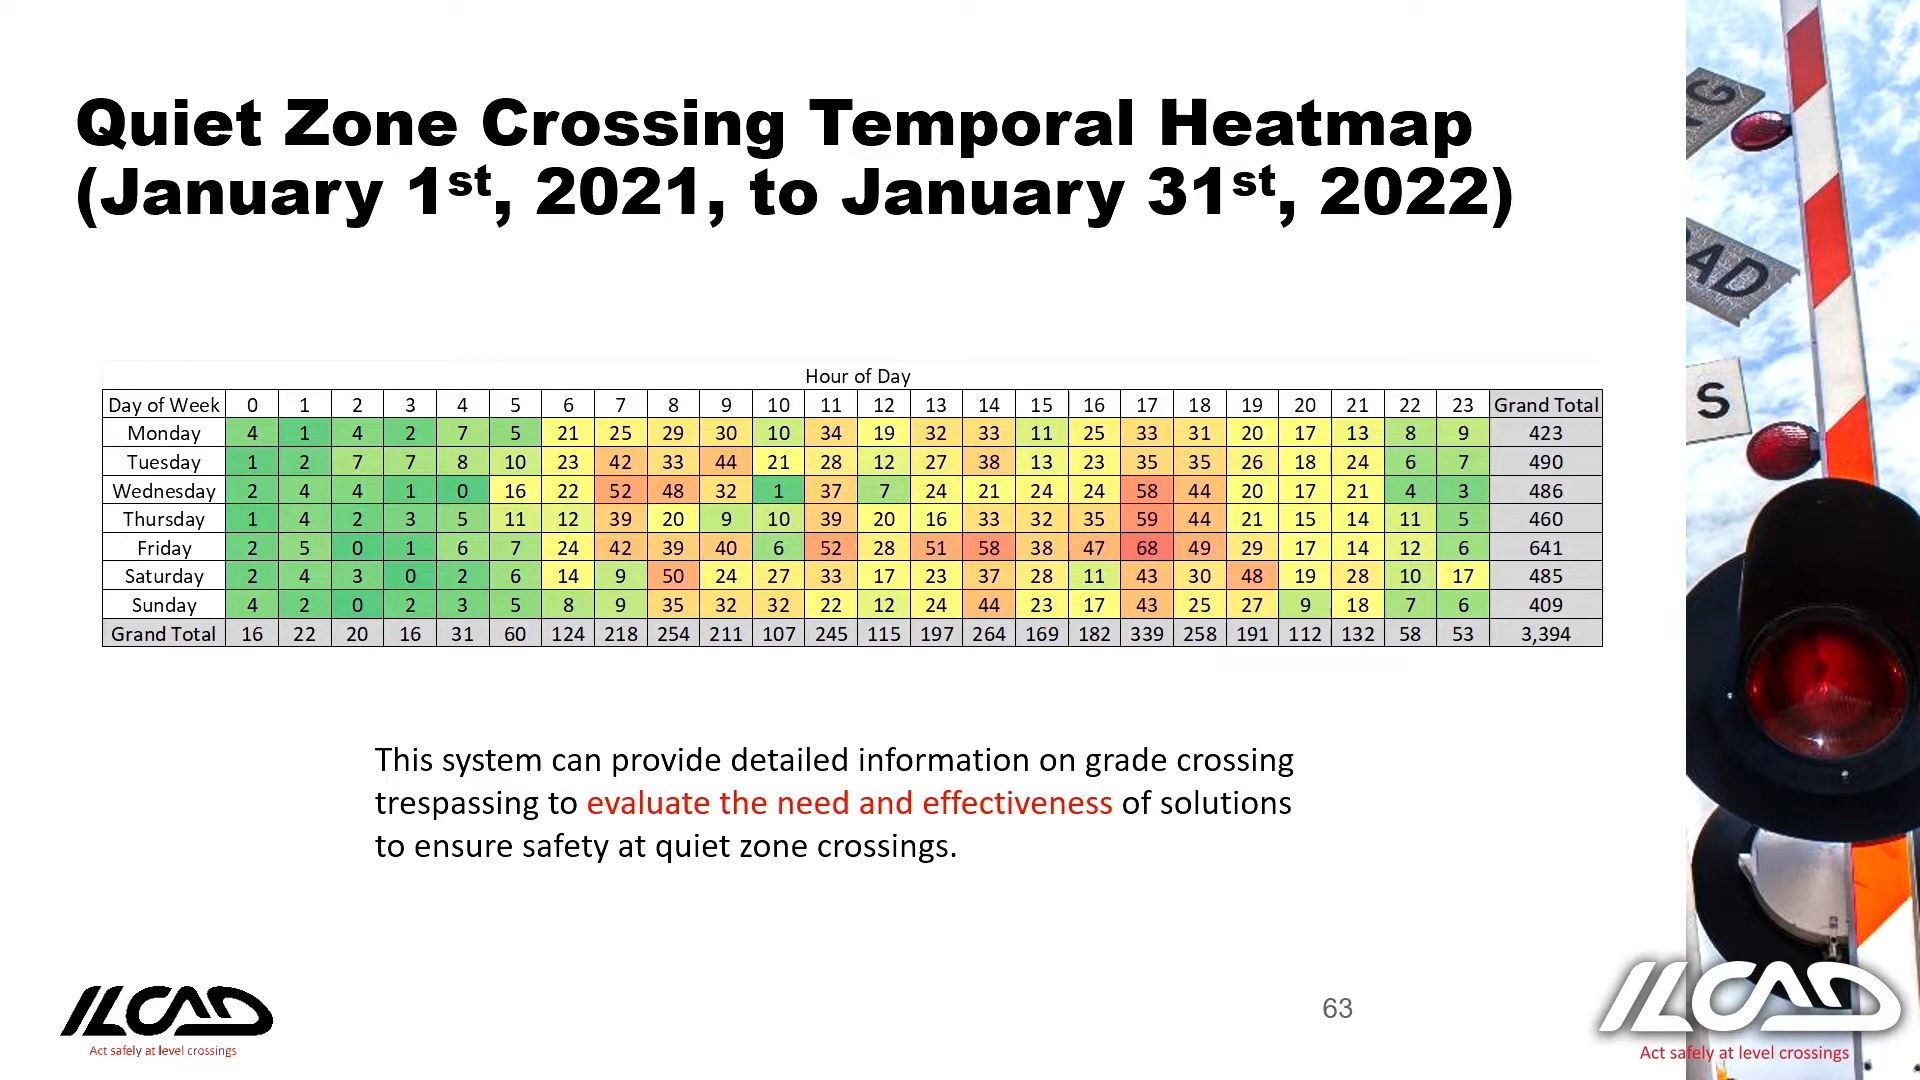 Quiet Zone Crossing Temporal Heatmap
(January 1st, 2021, to January 31st, 2022)
Hour of Day
Day of Week 0 1 2 3 4 5 6 7 8 9 10 11 12 13 14 15 16 17 18 19 20 21 22 23 Grand Total
Monday 4 1 4 2 7 5 21 25 29 30 10 34 19 32 33 11 25 33 31 20 17 13 8 9 423
Tuesday 1 2 7 7 8 10 23 42 33 44 21 28 12 27 38 13 23 35 35 26 18 24 6 7 490
Wednesday 2 4 4 1 0 16 22 52 48 32 1 37 7 24 21 24 24 58 44 20 17 21 4 3 486
Thursday 1 4 2 3 5 11 12 39 20 9 10 39 20 16 33 32 35 59 44 21 15 14 11 5 460
Friday 2 5 0 1 6 7 24 42 39 40 6 52 28 51 58 38 47 68 49 29 17 14 12 6 641
Saturday 2 4 3 0 2 6 14 9 50 24 27 33 17 23 37 28 11 43 30 48 19 28 10 17 485
Sunday 4 2 0 2 3 5 8 9 35 32 32 22 12 24 44 23 17 43 25 27 9 18 7 6 409
Grand Total 16 22 20 16 31 60 124 218 254 211 107 245 115 197 264 169 182 339 258 191 112 132 58 53 3,394
This system can provide detailed information on grade crossing
trespassing to evaluate the need and effectiveness of solutions
to ensure safety at quiet zone crossings.
ILCAD
Act safely at level crossings
63
ILCAD
Act safely at level crossings
AD
S